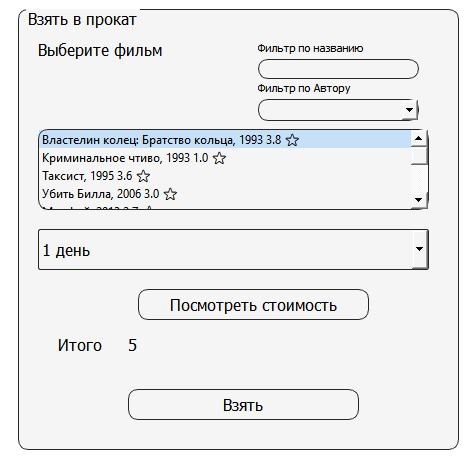 Взять в прокат
Выберите фильм
Фильтр по названию
Фильтр по Автору
Властелин колец: Братство кольца, 1993 3.8 ☆
Криминальное чтиво, 1993 1.0 ☆
Таксист, 1995 3.6 ☆
Убить Билла, 2006 3.0 ☆
1 день
Посмотреть стоимость
Итого 5
Взять